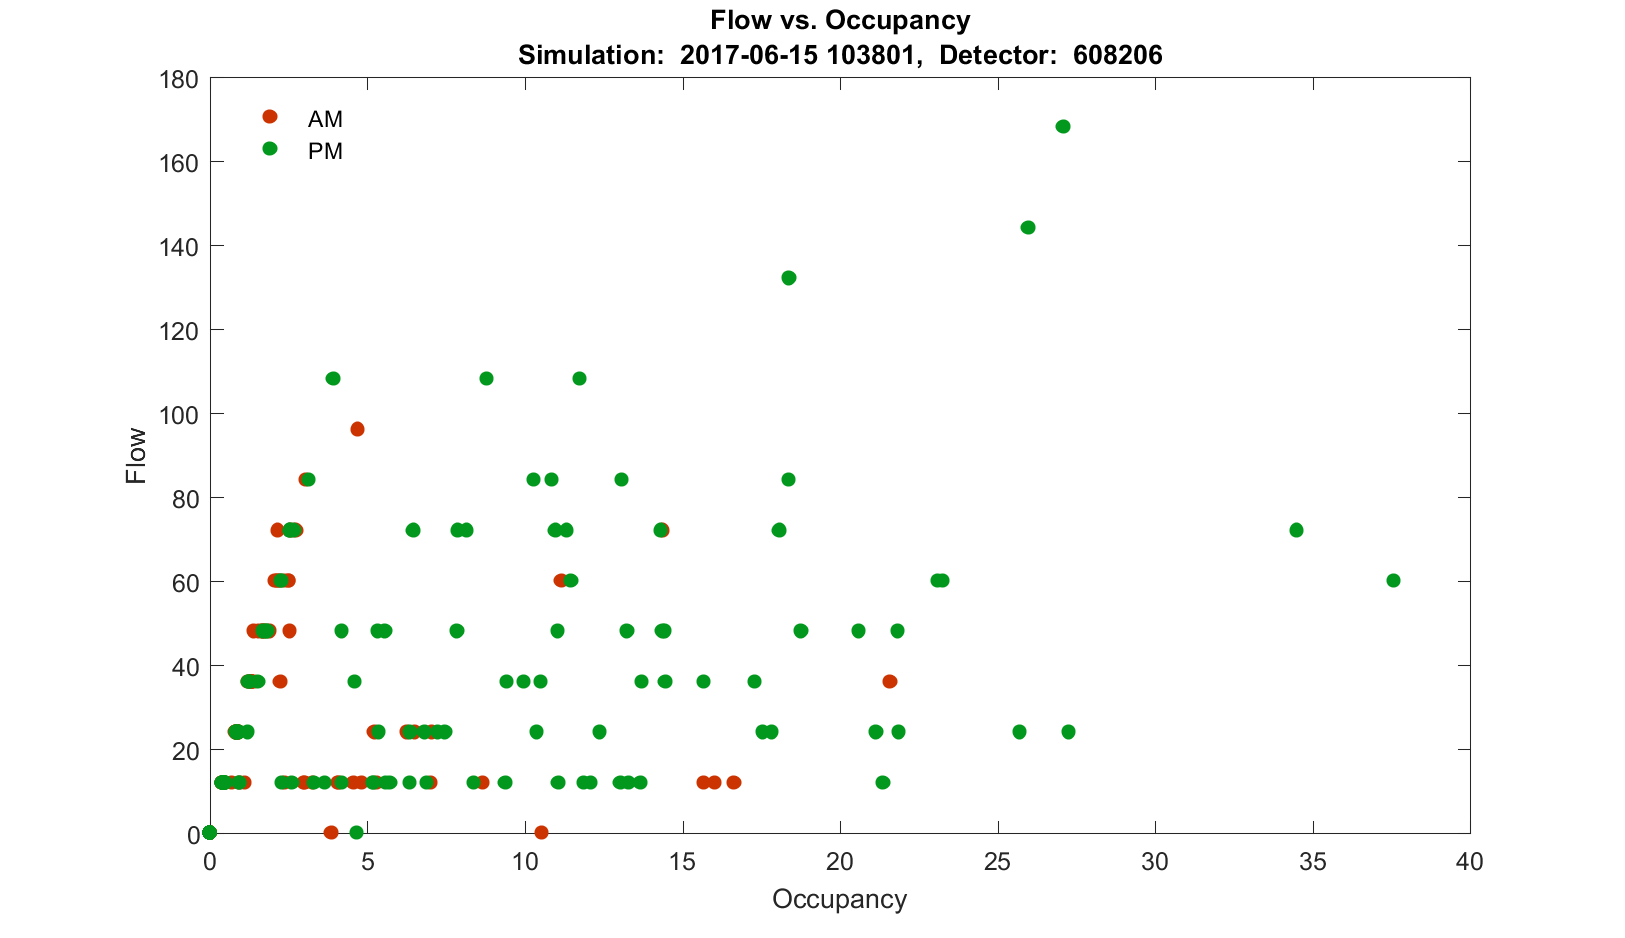 Flow vs. Occupancy
Simulation:  2017-06-15 103801,  Detector:  608206
180
160
140
120
100
80
60
40
20
0
AM
PM
Flow
0 5 10 15 20 25 30 35 40
Occupancy